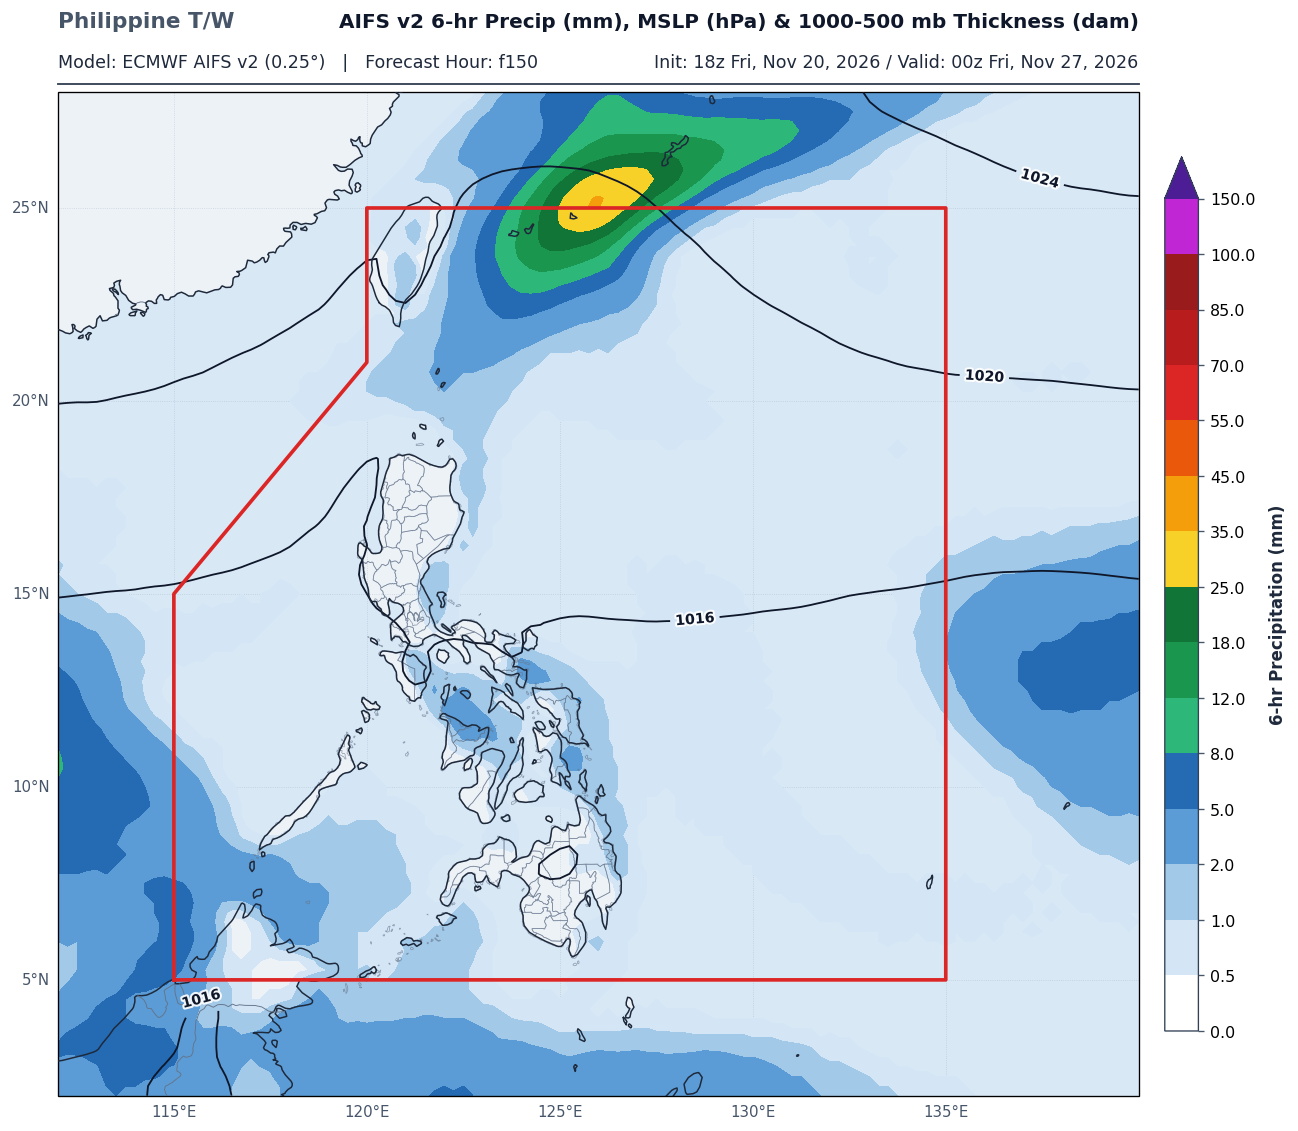 Philippine T/W
AIFS v2 6-hr Precip (mm), MSLP (hPa) & 1000-500 mb Thickness (dam)
Model: ECMWF AIFS v2 (0.25°)   |   Forecast Hour: f150
Init: 18z Fri, Nov 20, 2026 / Valid: 00z Fri, Nov 27, 2026
1024
1020
1016
1016
25°N
20°N
15°N
10°N
5°N
115°E
120°E
125°E
130°E
135°E
150.0
100.0
85.0
70.0
55.0
45.0
35.0
25.0
18.0
12.0
8.0
5.0
2.0
1.0
0.5
0.0
6-hr Precipitation (mm)